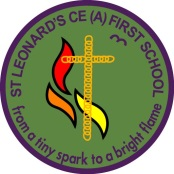 ST LEONARD'S CE (A) FIRST SCHOOL
from a tiny spark to a bright flame